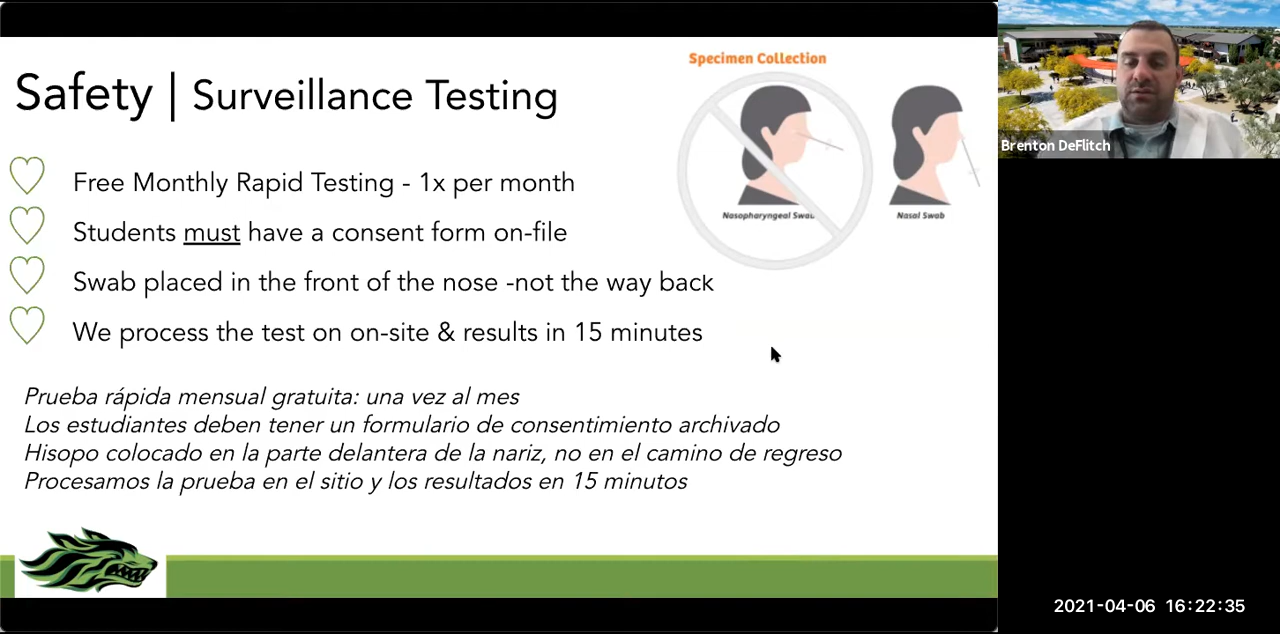 Specimen Collection
Safety | Surveillance Testing
Nasopharyngeal Swab
Nasal Swab
Free Monthly Rapid Testing - 1x per month
Students must have a consent form on-file
Swab placed in the front of the nose -not the way back
We process the test on on-site & results in 15 minutes
Prueba rápida mensual gratuita: una vez al mes
Los estudiantes deben tener un formulario de consentimiento archivado
Hisopo colocado en la parte delantera de la nariz, no en el camino de regreso
Procesamos la prueba en el sitio y los resultados en 15 minutos
Brenton DeFlitch
2021-04-06 16:22:35